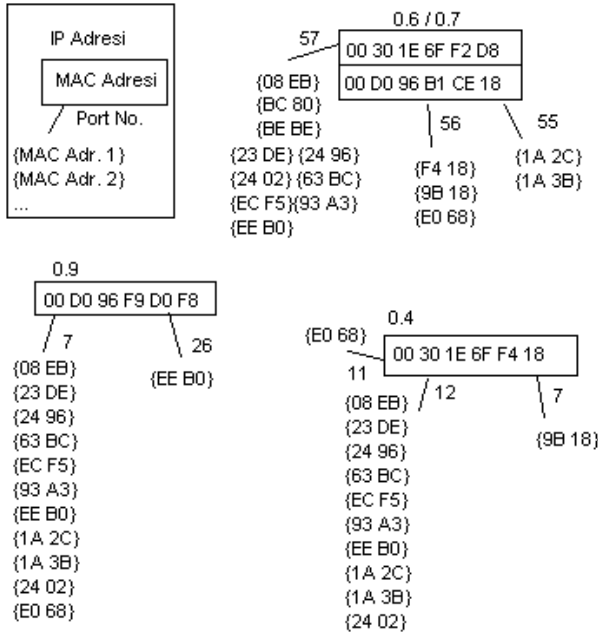 IP Adresi
MAC Adresi
Port No.
{MAC Adr. 1}
{MAC Adr. 2}
...
0.6 / 0.7
57
00 30 1E 6F F2 D8
00 D0 96 B1 CE 18
{08 EB}
{BC 80}
{BE BE}
{23 DE} {24 96}
{24 02} {63 BC}
{EC F5}{93 A3}
{EE B0}
56
{F4 18}
{9B 18}
{E0 68}
55
{1A 2C}
{1A 3B}
0.9
00 D0 96 F9 D0 F8
7
{08 EB}
{23 DE}
{24 96}
{63 BC}
{EC F5}
{93 A3}
{EE B0}
{1A 2C}
{1A 3B}
{24 02}
{E0 68}
26
{EE B0}
0.4
{E0 68}
11
00 30 1E 6F F4 18
12
{08 EB}
{23 DE}
{24 96}
{63 BC}
{EC F5}
{93 A3}
{EE B0}
{1A 2C}
{1A 3B}
{24 02}
7
{9B 18}